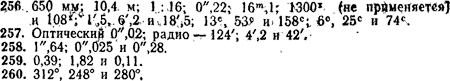 256. 650 мм; 10,4 м; 1 : 16; 0",22; 16ᵐ,1; 1300ˣ (не применяется)
и 108ˣ; 1',5, 6',2 и 18',5; 13ᶜ, 53ᶜ и 158ᶜ; 6ᶜ, 25ᶜ и 74ᶜ.
257. Оптический 0",02; радио — 124'; 4',2 и 42'.
258. 1",64; 0",025 и 0",28.
259. 0,39; 1,82 и 0,11.
260. 312°, 248° и 280°.